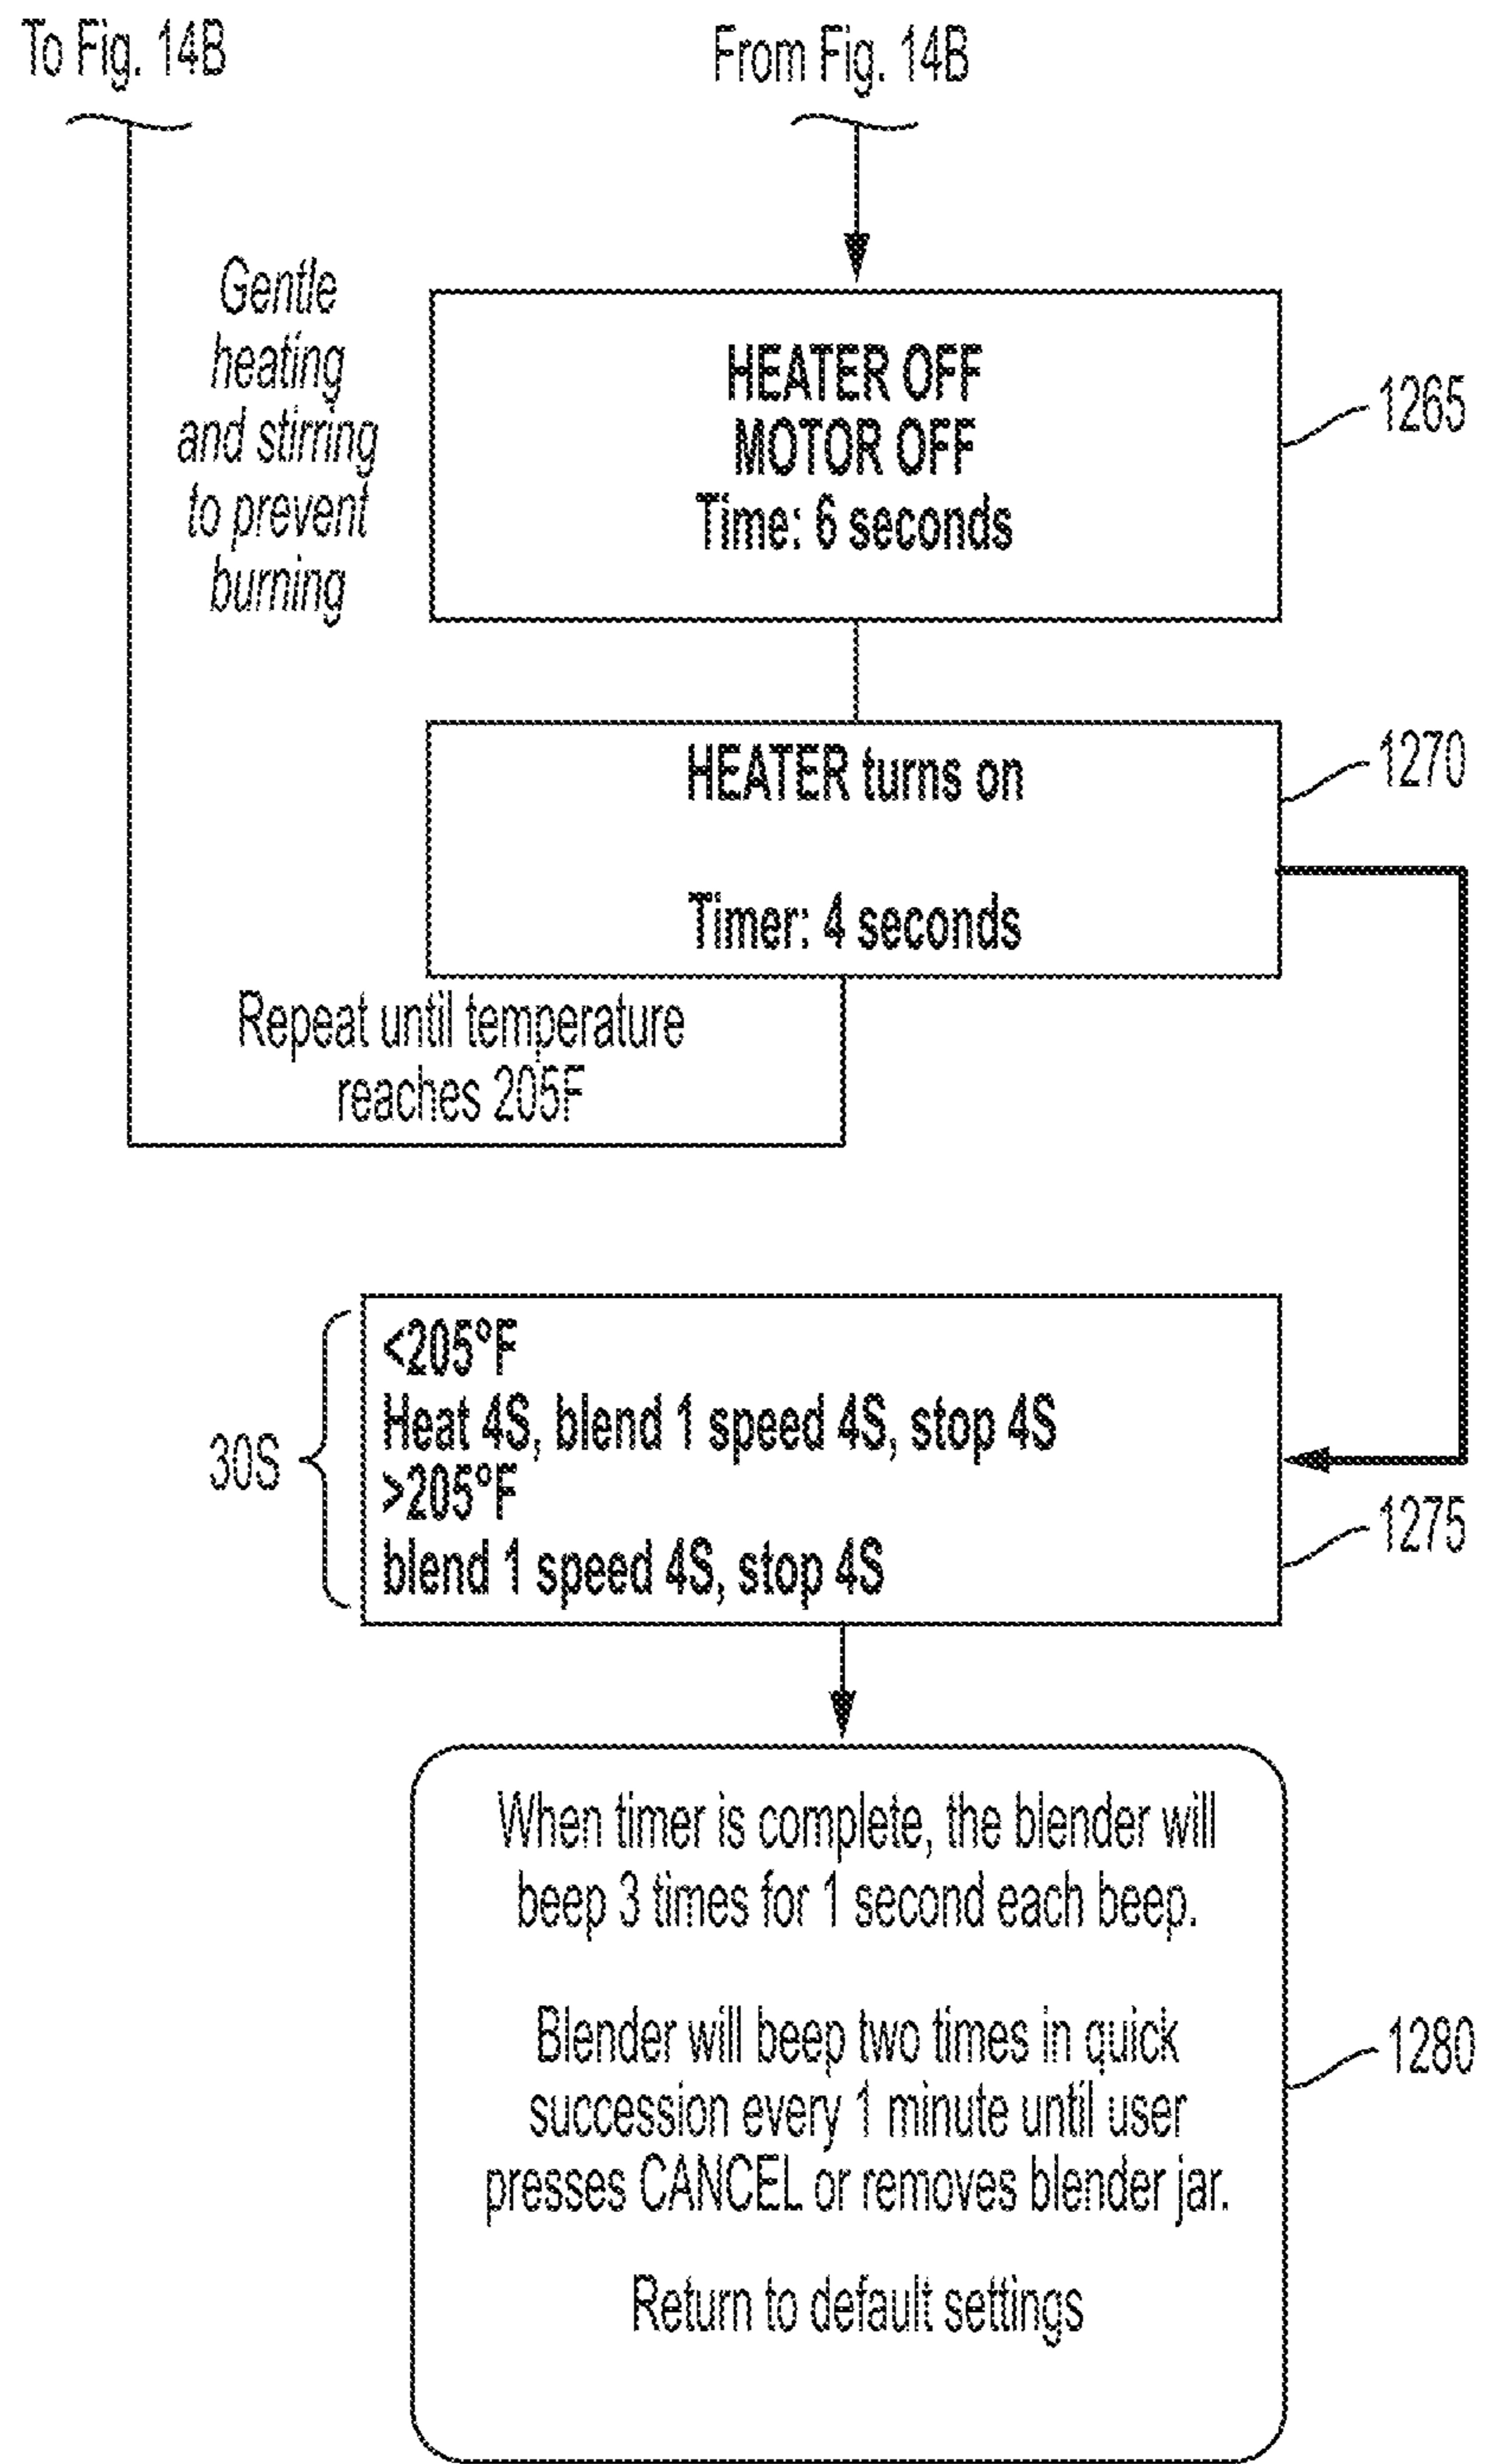 To Fig. 14B
From Fig. 14B
Gentle
heating
and stirring
to prevent
burning
HEATER OFF
MOTOR OFF
Time: 6 seconds
1265
HEATER turns on
Timer: 4 seconds
1270
Repeat until temperature
reaches 205F
30S
<205°F
Heat 4S, blend 1 speed 4S, stop 4S
>205°F
blend 1 speed 4S, stop 4S
1275
When timer is complete, the blender will
beep 3 times for 1 second each beep.
Blender will beep two times in quick
succession every 1 minute until user
presses CANCEL or removes blender jar.
Return to default settings
1280